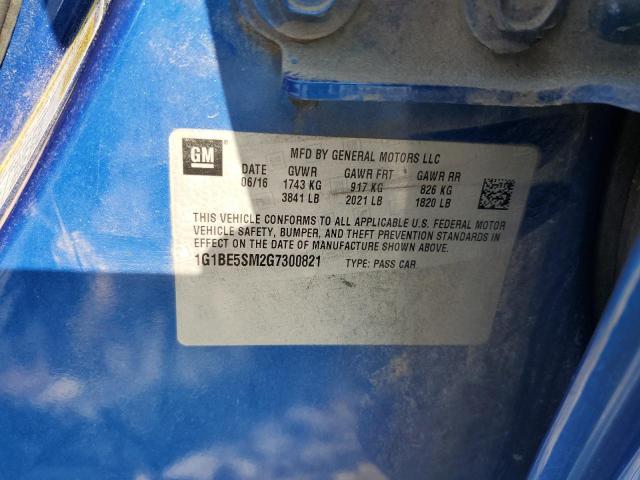 GM
MFD BY GENERAL MOTORS LLC
DATE GVWR GAWR FRT GAWR RR
06/16 1743 KG 917 KG 826 KG
3841 LB 2021 LB 1820 LB
THIS VEHICLE CONFORMS TO ALL APPLICABLE U.S. FEDERAL MOTOR
VEHICLE SAFETY, BUMPER, AND THEFT PREVENTION STANDARDS IN
EFFECT ON THE DATE OF MANUFACTURE SHOWN ABOVE.
1G1BE5SM2G7300821 TYPE: PASS CAR